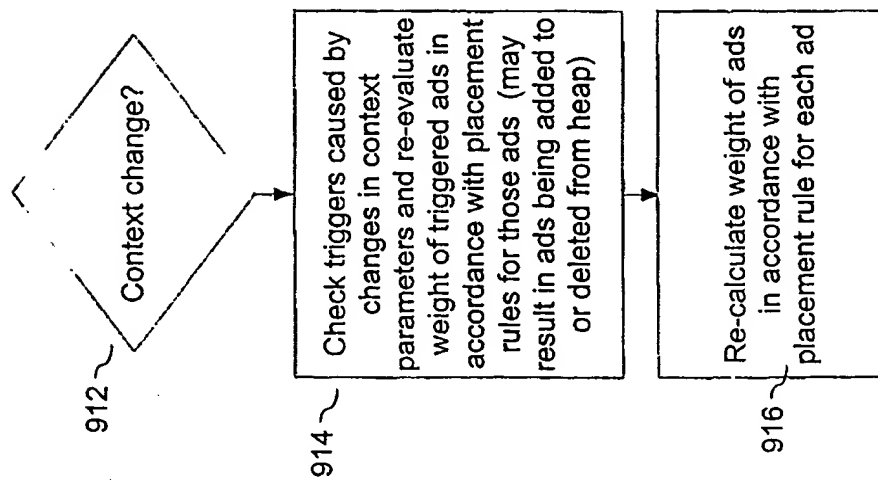 Context change?
912
Check triggers caused by
changes in context
parameters and re-evaluate
weight of triggered ads in
accordance with placement
rules for those ads (may
result in ads being added to
or deleted from heap)
914
Re-calculate weight of ads
in accordance with
placement rule for each ad
916